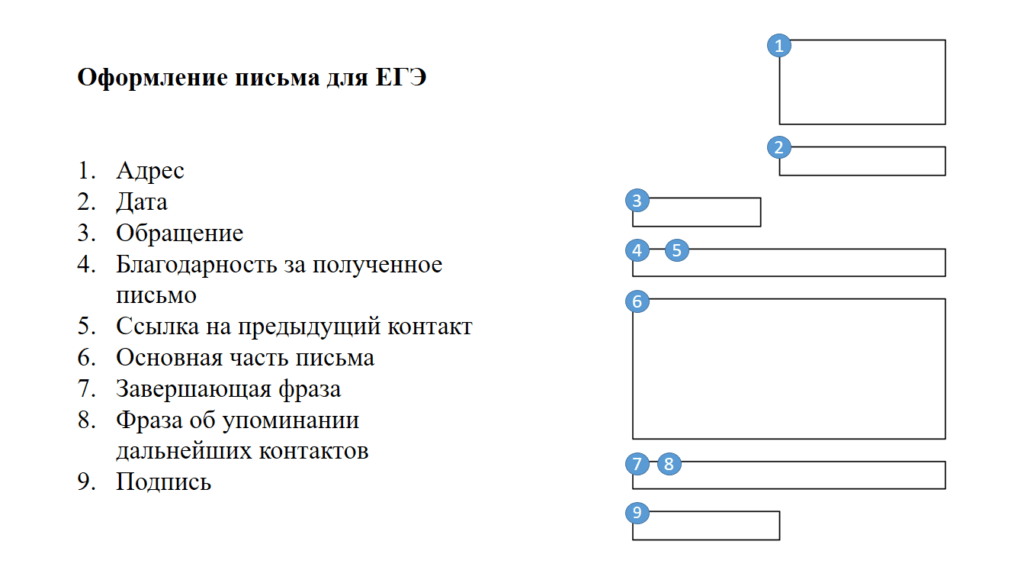 Оформление письма для ЕГЭ
1. Адрес
2. Дата
3. Обращение
4. Благодарность за полученное
письмо
5. Ссылка на предыдущий контакт
6. Основная часть письма
7. Завершающая фраза
8. Фраза об упоминании
дальнейших контактов
9. Подпись
1
2
3
4 5
6
7 8
9